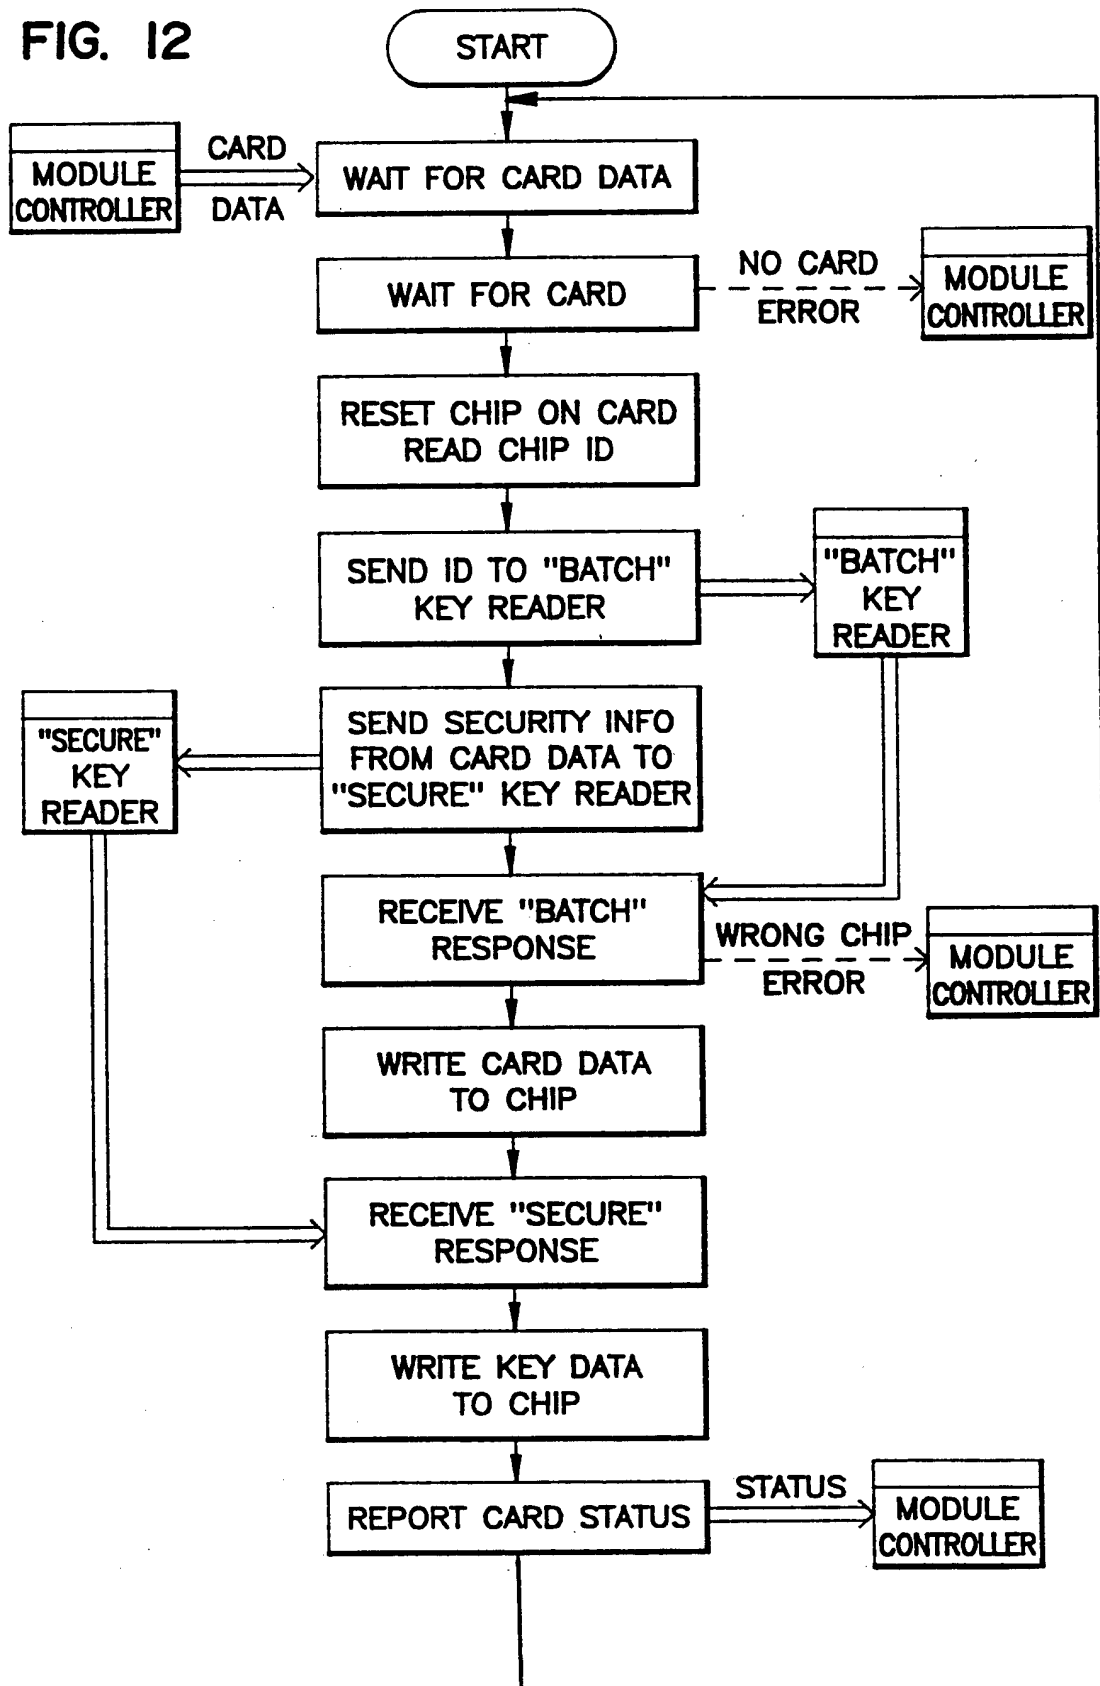 FIG. 12
START
MODULE
CONTROLLER
CARD
DATA
WAIT FOR CARD DATA
WAIT FOR CARD
NO CARD
ERROR
MODULE
CONTROLLER
RESET CHIP ON CARD
READ CHIP ID
SEND ID TO "BATCH"
KEY READER
"BATCH"
KEY
READER
SEND SECURITY INFO
FROM CARD DATA TO
"SECURE" KEY READER
"SECURE"
KEY
READER
RECEIVE "BATCH"
RESPONSE
WRONG CHIP
ERROR
MODULE
CONTROLLER
WRITE CARD DATA
TO CHIP
RECEIVE "SECURE"
RESPONSE
WRITE KEY DATA
TO CHIP
REPORT CARD STATUS
STATUS
MODULE
CONTROLLER